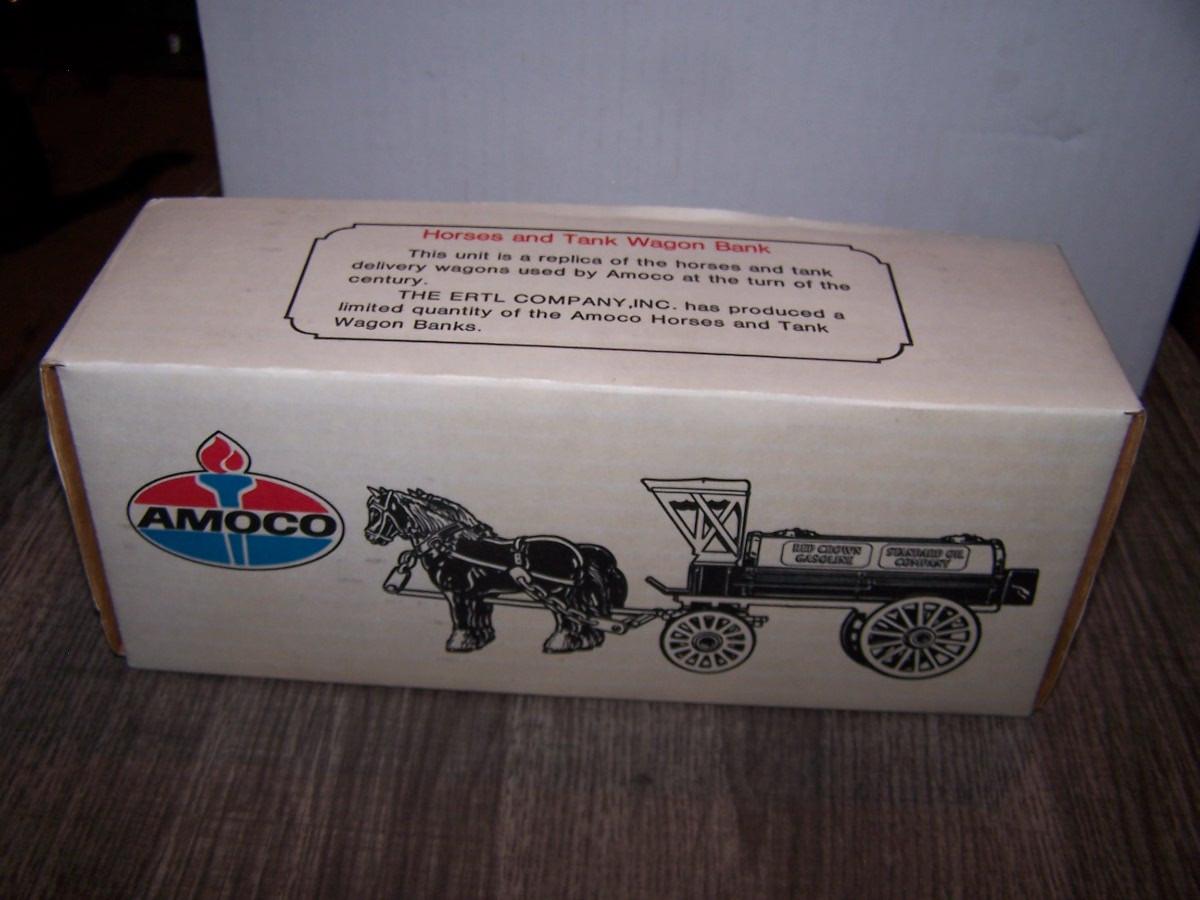 Horses and Tank Wagon Bank
This unit is a replica of the horses and tank
delivery wagons used by Amoco at the turn of the
century.
THE ERTL COMPANY,INC. has produced a
limited quantity of the Amoco Horses and Tank
Wagon Banks.
AMOCO
RED CROWN
GASOLINE
STANDARD OIL
COMPANY